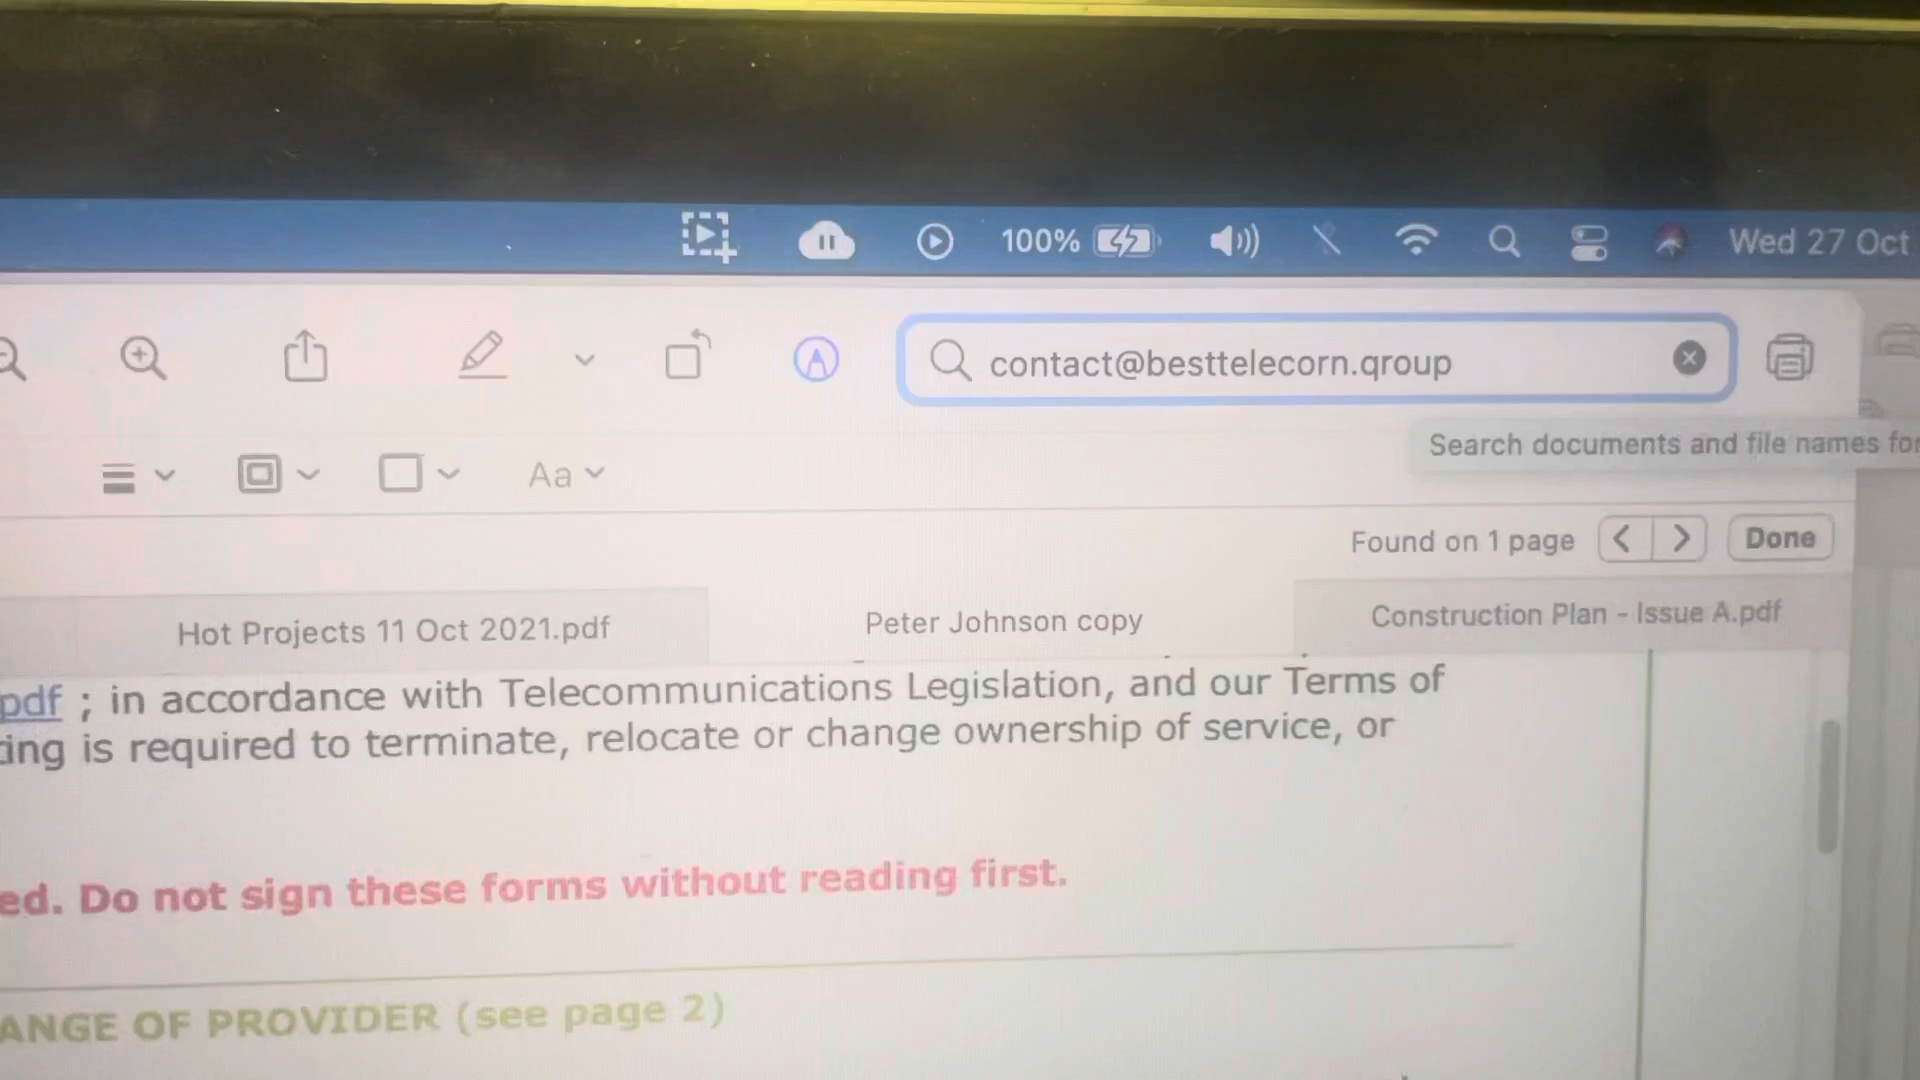 100%
Wed 27 Oct
contact@besttelecorn.qroup
Search documents and file names for
Aa
Found on 1 page
Done
Hot Projects 11 Oct 2021.pdf
Peter Johnson copy
Construction Plan - Issue A.pdf
pdf ; in accordance with Telecommunications Legislation, and our Terms of
ing is required to terminate, relocate or change ownership of service, or
ed. Do not sign these forms without reading first.
ANGE OF PROVIDER (see page 2)